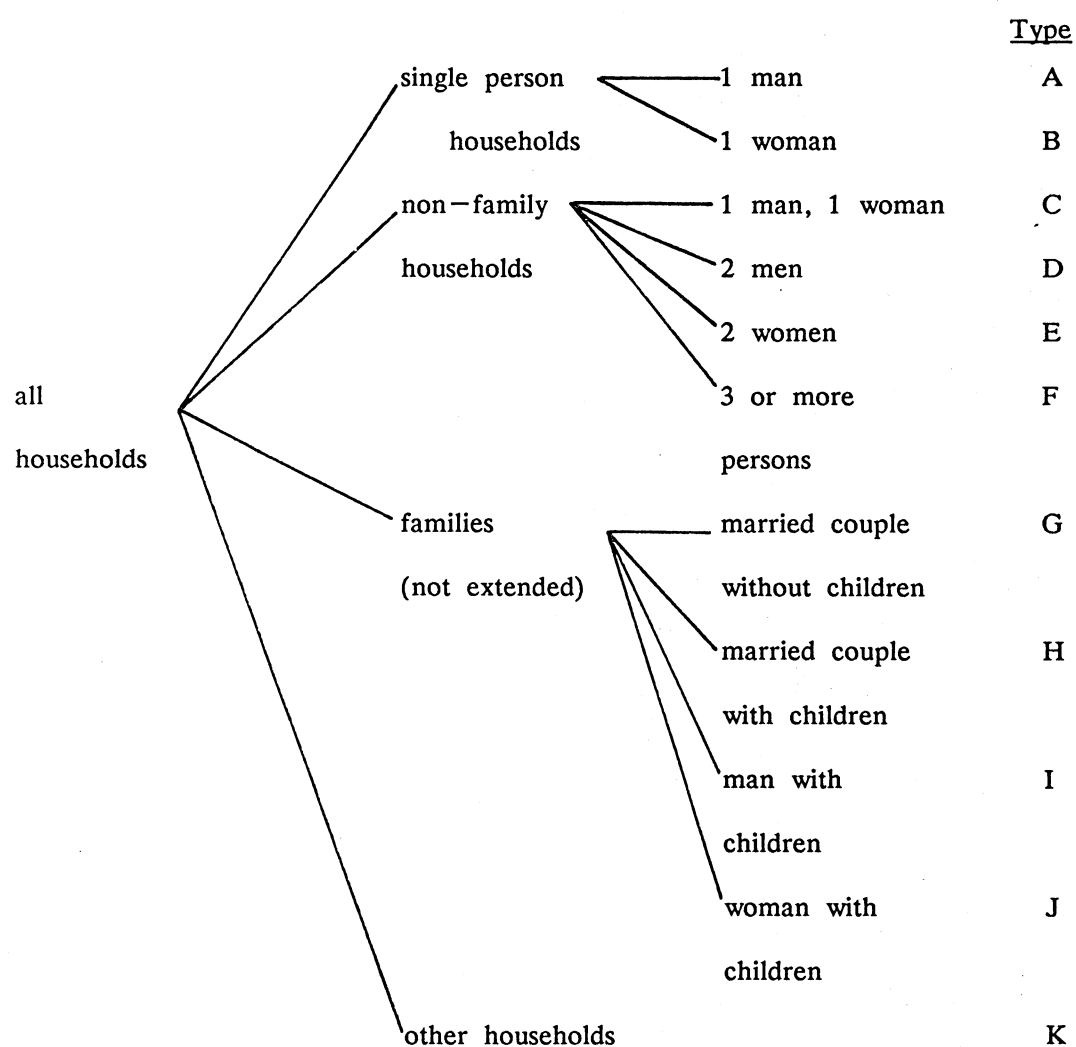 Type
single person 1 man A
households 1 woman B
non-family 1 man, 1 woman C
households 2 men D
2 women E
all 3 or more F
households persons
families married couple G
(not extended) without children
married couple H
with children
man with I
children
woman with J
children
other households K